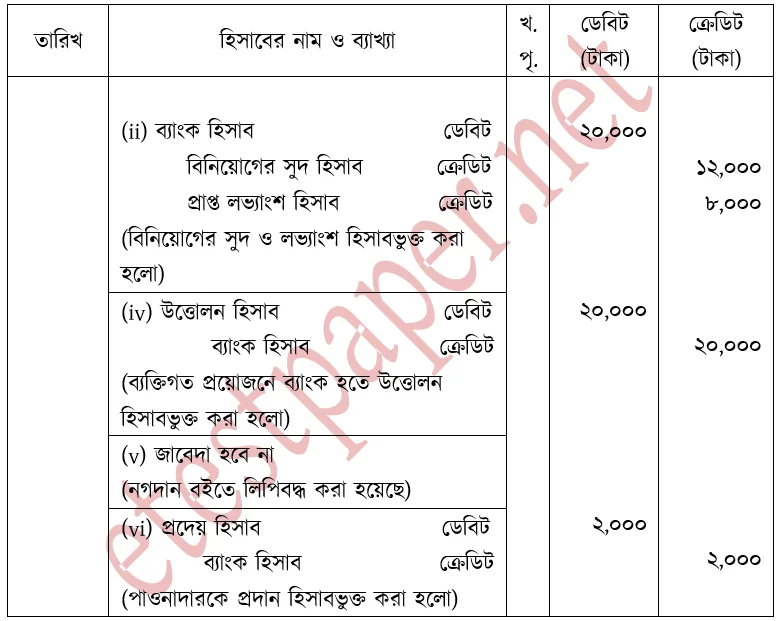 তারিখ হিসাবের নাম ও ব্যাখ্যা খ. পৃ. ডেবিট (টাকা) ক্রেডিট (টাকা)
(ii) ব্যাংক হিসাব ডেবিট ২০,০০০
বিনিয়োগের সুদ হিসাব ক্রেডিট ১২,০০০
প্রাপ্ত লভ্যাংশ হিসাব ক্রেডিট ৮,০০০
(বিনিয়োগের সুদ ও লভ্যাংশ হিসাবভুক্ত করা
হলো)
(iv) উত্তোলন হিসাব ডেবিট ২০,০০০
ব্যাংক হিসাব ক্রেডিট ২০,০০০
(ব্যক্তিগত প্রয়োজনে ব্যাংক হতে উত্তোলন
হিসাবভুক্ত করা হলো)
(v) জাবেদা হবে না
(নগদান বইতে লিপিবদ্ধ করা হয়েছে)
(vi) প্রদেয় হিসাব ডেবিট ২,০০০
ব্যাংক হিসাব ক্রেডিট ২,০০০
(পাওনাদারকে প্রদান হিসাবভুক্ত করা হলো)
etestpaper.net